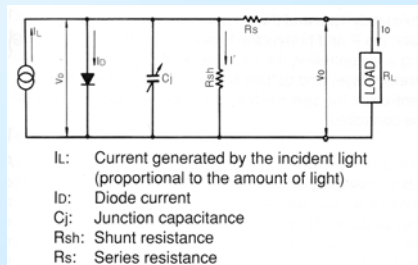 IL
VD
ID
Cj
Rsh
I'
Rs
Vo
Io
LOAD
RL
IL: Current generated by the incident light
(proportional to the amount of light)
ID: Diode current
Cj: Junction capacitance
Rsh: Shunt resistance
Rs: Series resistance